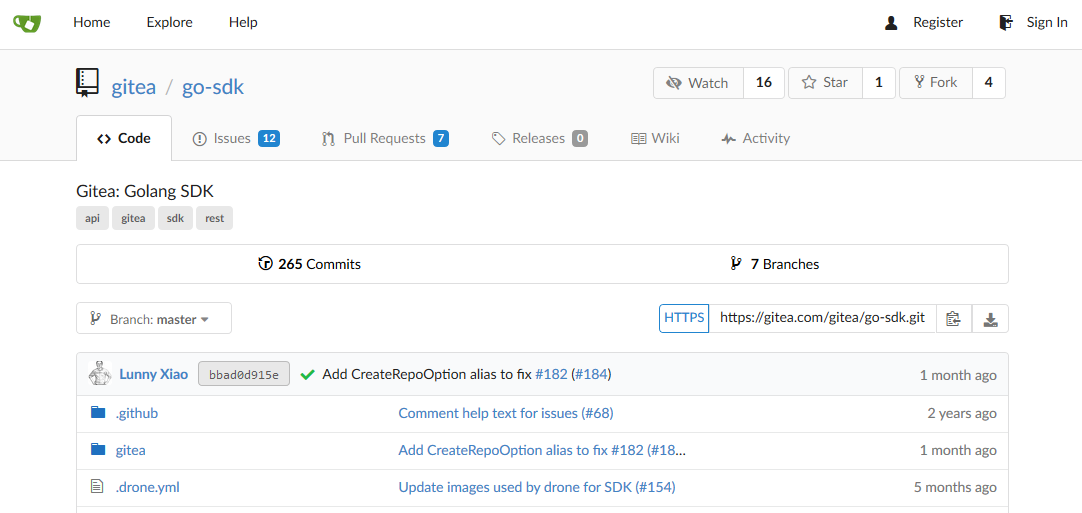 Home Explore Help Register Sign In
gitea / go-sdk Watch 16 Star 1 Fork 4
Code Issues 12 Pull Requests 7 Releases 0 Wiki Activity
Gitea: Golang SDK
api gitea sdk rest
265 Commits 7 Branches
Branch: master HTTPS https://gitea.com/gitea/go-sdk.git
Lunny Xiao bbad0d915e Add CreateRepoOption alias to fix #182 (#184) 1 month ago
.github Comment help text for issues (#68) 2 years ago
gitea Add CreateRepoOption alias to fix #182 (#18... 1 month ago
.drone.yml Update images used by drone for SDK (#154) 5 months ago